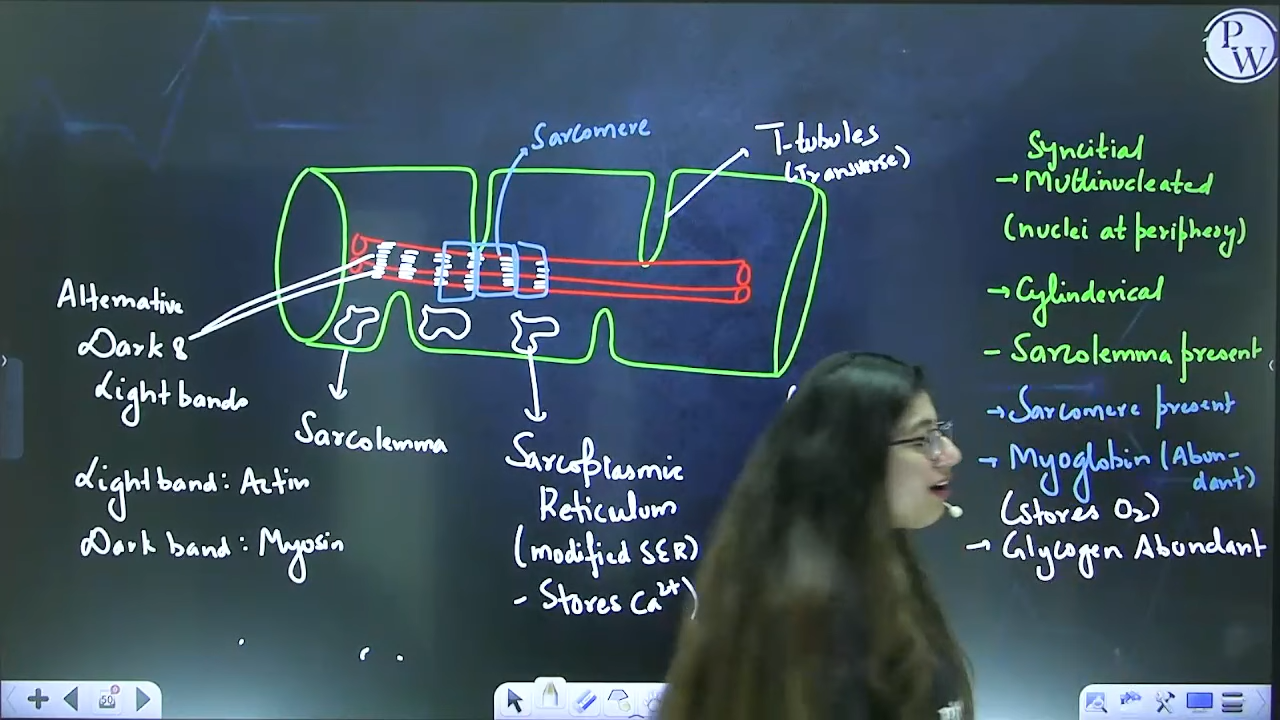 PW
Sarcomere
T-tubules
(Transverse)
Alternative
Dark &
Light bands
Light band: Actin
Dark band: Myosin
Sarcolemma
Sarcoplasmic
Reticulum
(modified SER)
- Stores Ca²⁺)
Syncitial
→ Multinucleated
(nuclei at periphery)
→ Cylinderical
- Sarcolemma present
→ Sarcomere present
→ Myoglobin (Abun-
dant)
(stores O₂)
→ Glycogen Abundant
50